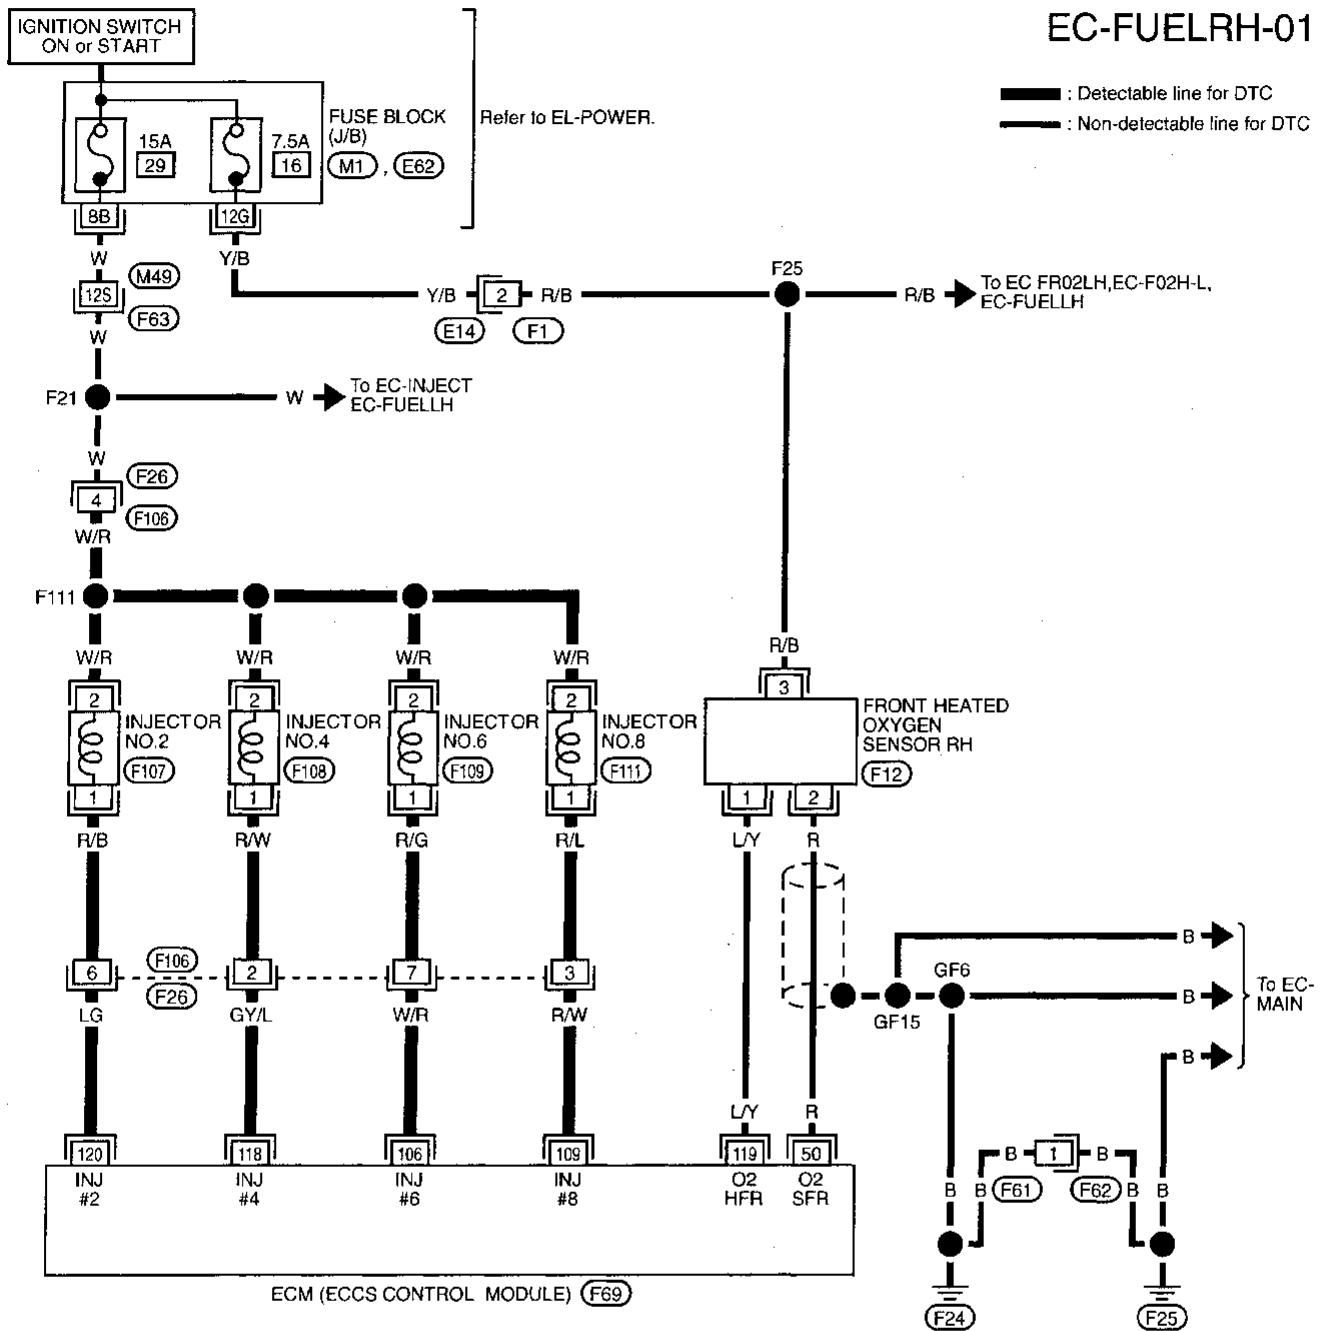 EC-FUELRH-01
IGNITION SWITCH
ON or START
: Detectable line for DTC
: Non-detectable line for DTC
FUSE BLOCK
(J/B)
M1 , E62
Refer to EL-POWER.
15A
29
7.5A
16
8B
12G
W
Y/B
M49
12S
F63
W
Y/B
2
R/B
E14
F1
F25
R/B
To EC FR02LH,EC-F02H-L,
EC-FUELLH
F21
W
To EC-INJECT
EC-FUELLH
W
F26
4
F106
W/R
F111
W/R
W/R
W/R
W/R
R/B
2
2
2
2
3
INJECTOR
NO.2
F107
INJECTOR
NO.4
F108
INJECTOR
NO.6
F109
INJECTOR
NO.8
F111
FRONT HEATED
OXYGEN
SENSOR RH
F12
1
1
1
1
1
2
R/B
R/W
R/G
R/L
L/Y
R
6
F106
F26
2
7
3
LG
GY/L
W/R
R/W
B
GF6
B
GF15
To EC-
MAIN
B
L/Y
R
120
118
106
109
119
50
INJ
#2
INJ
#4
INJ
#6
INJ
#8
O2
HFR
O2
SFR
B
1
B
B
B
F61
F62
B
B
ECM (ECCS CONTROL MODULE) F69
F24
F25